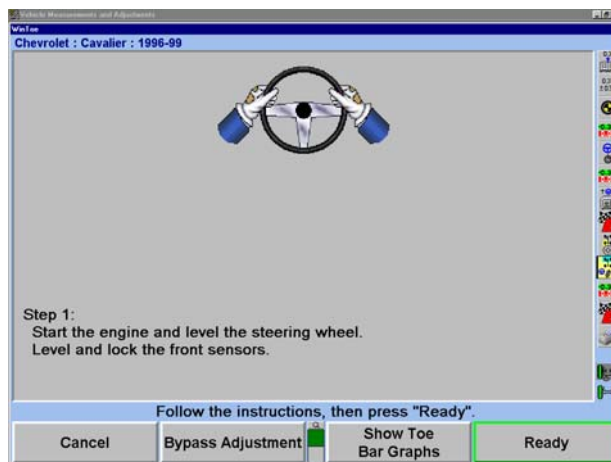 Vehicle Measurements and Adjustments
WinToe
Chevrolet : Cavalier : 1996-99
Step 1:
Start the engine and level the steering wheel.
Level and lock the front sensors.
Follow the instructions, then press "Ready".
Cancel
Bypass Adjustment
Show Toe
Bar Graphs
Ready